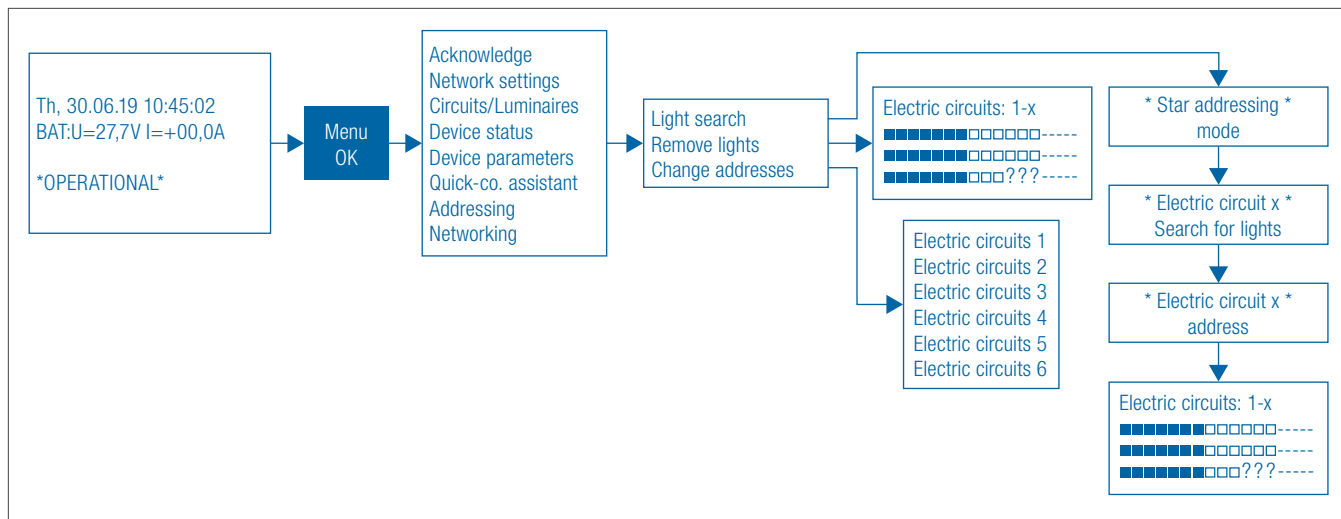 Th, 30.06.19 10:45:02
BAT:U=27,7V I=+00,0A
*OPERATIONAL*
Menu
OK
Acknowledge
Network settings
Circuits/Luminaires
Device status
Device parameters
Quick-co. assistant
Addressing
Networking
Light search
Remove lights
Change addresses
Electric circuits: 1-x
■■■■■■■□□□□□□-----
■■■■■■■□□□□□□-----
■■■■■■■□□□???-----
Electric circuits 1
Electric circuits 2
Electric circuits 3
Electric circuits 4
Electric circuits 5
Electric circuits 6
* Star addressing *
mode
* Electric circuit x *
Search for lights
* Electric circuit x *
address
Electric circuits: 1-x
■■■■■■■□□□□□□-----
■■■■■■■□□□□□□-----
■■■■■■■□□□???-----